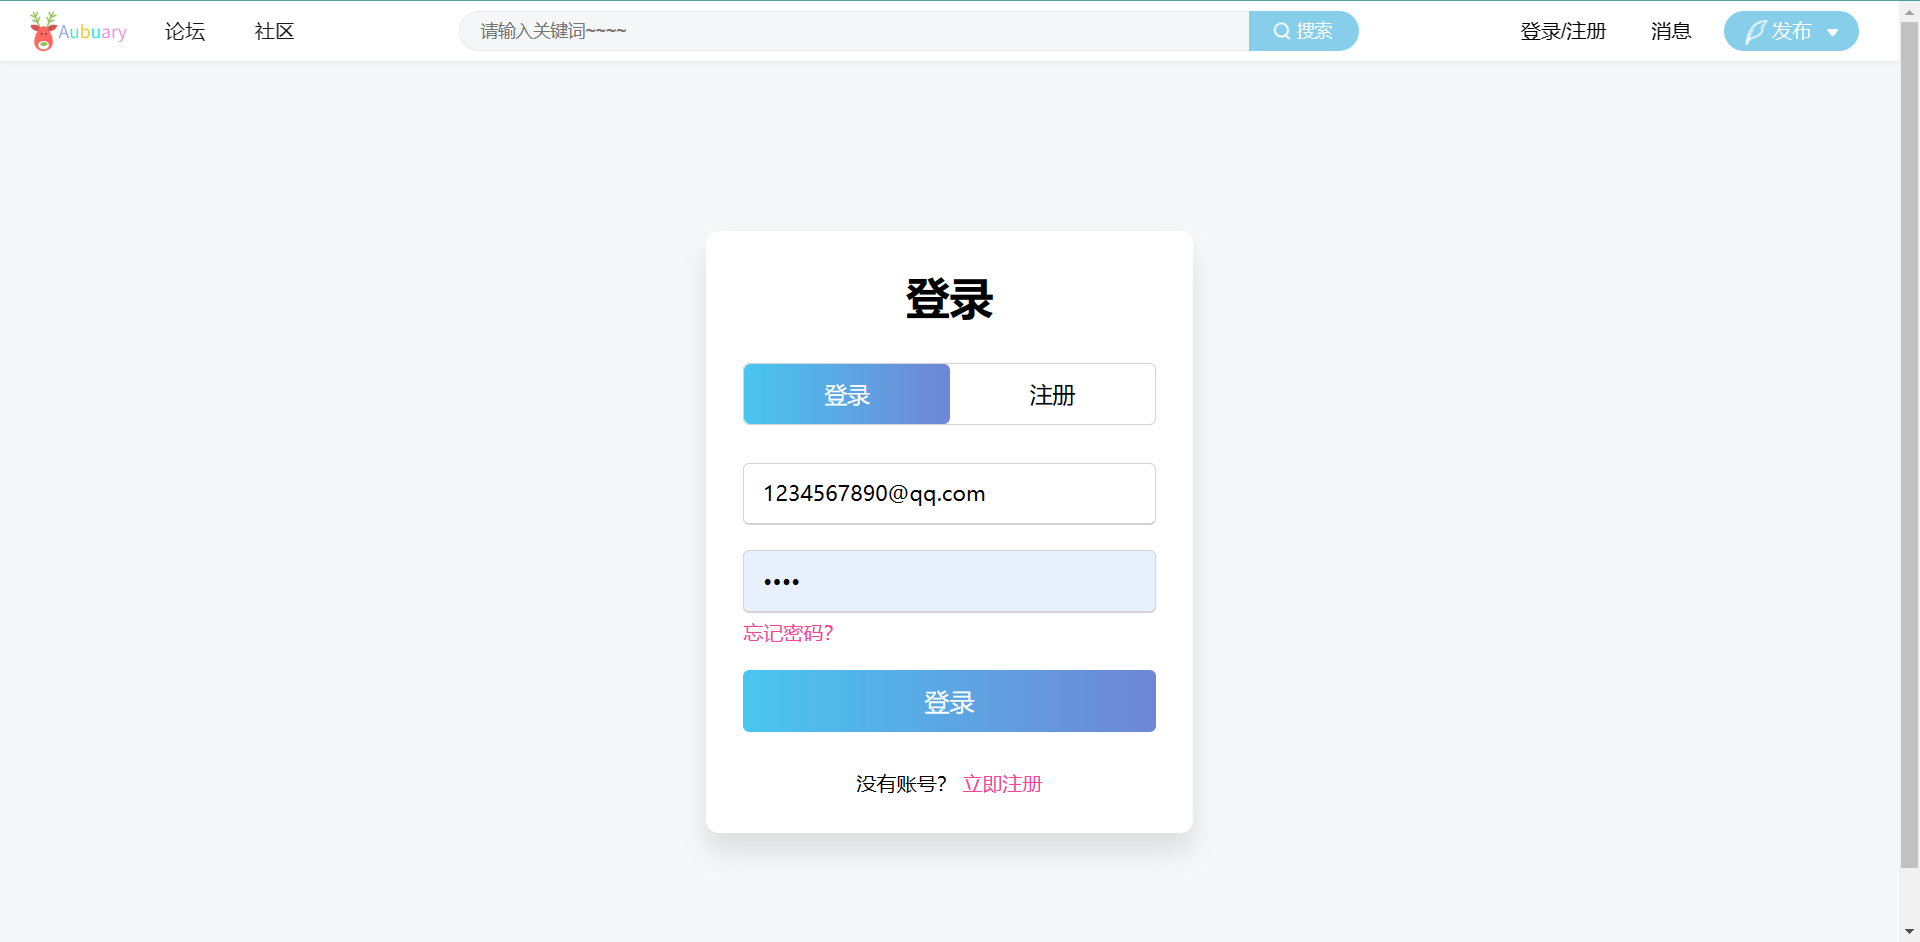 Aubuary 论坛 社区 请输入关键词~~~~ 搜索 登录/注册 消息 发布
登录
登录 注册
1234567890@qq.com
••••
忘记密码?
登录
没有账号? 立即注册